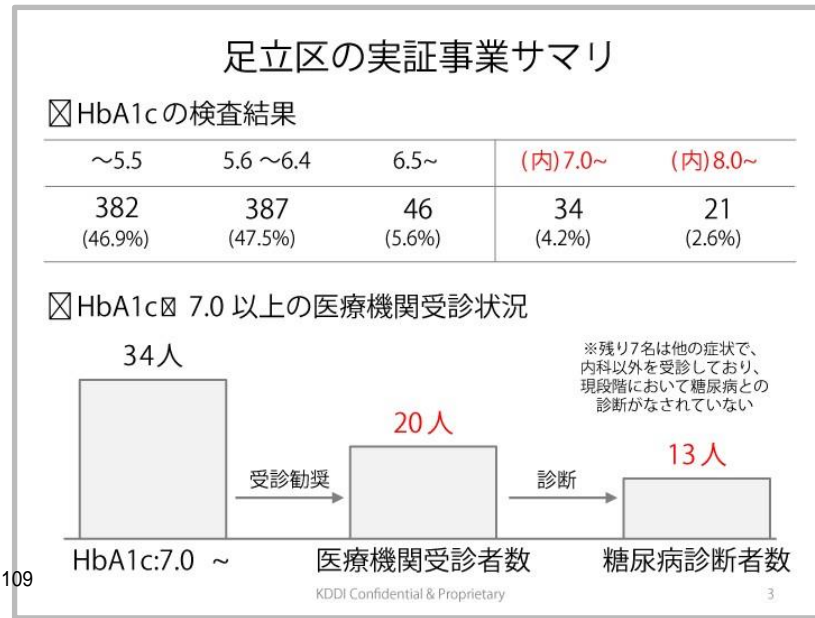 足立区の実証事業サマリ
☒HbA1cの検査結果
～5.5 5.6～6.4 6.5~ (内)7.0~ (内)8.0~
382 387 46 34 21
(46.9%) (47.5%) (5.6%) (4.2%) (2.6%)
☒HbA1c☒ 7.0 以上の医療機関受診状況
※残り7名は他の症状で、
内科以外を受診しており、
現段階において糖尿病との
診断がなされていない
34人
20人
13人
受診勧奨
診断
HbA1c:7.0 ~
医療機関受診者数
糖尿病診断者数
109
KDDI Confidential & Proprietary
3